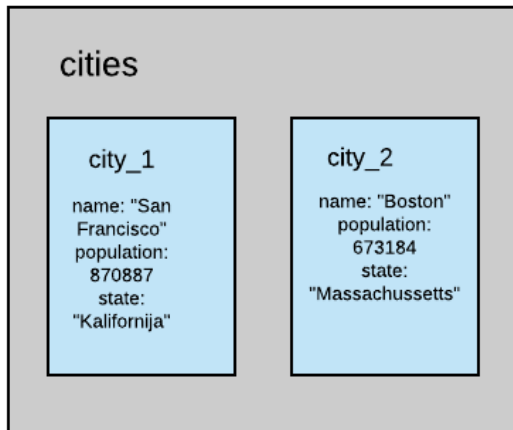 cities
city_1
name: "San
Francisco"
population:
870887
state:
"Kalifornija"
city_2
name: "Boston"
population:
673184
state:
"Massachussetts"